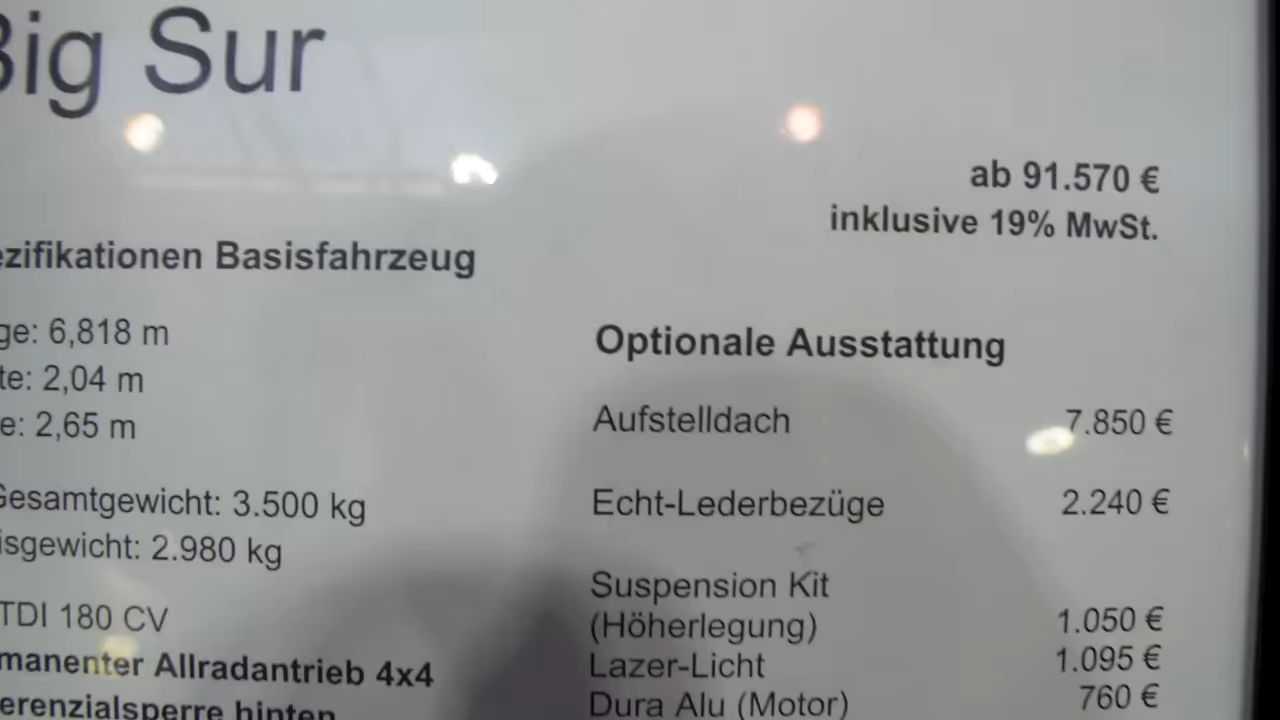 Big Sur
ab 91.570 €
inklusive 19% MwSt.
ezifikationen Basisfahrzeug
ge: 6,818 m
te: 2,04 m
e: 2,65 m
Gesamtgewicht: 3.500 kg
isgewicht: 2.980 kg
TDI 180 CV
manenter Allradantrieb 4x4
erenzialsperre hinten
Optionale Ausstattung
Aufstelldach 7.850 €
Echt-Lederbezüge 2.240 €
Suspension Kit
(Höherlegung) 1.050 €
Lazer-Licht 1.095 €
Dura Alu (Motor) 760 €